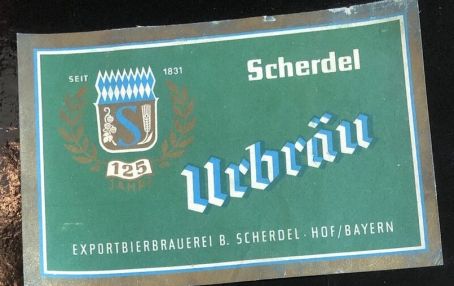 SEIT 1831
Scherdel
S
125
JAHRE
Urbräu
EXPORTBIERBRAUEREI B. SCHERDEL · HOF/BAYERN